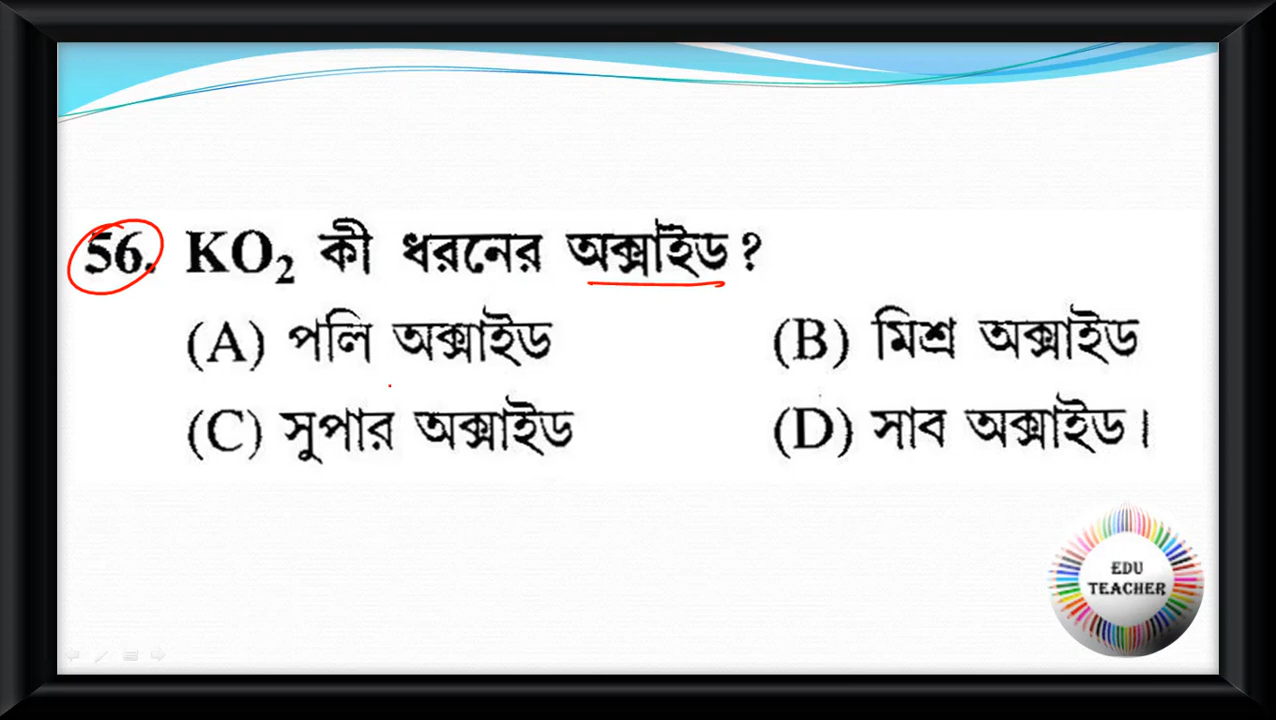 56. KO₂ কী ধরনের অক্সাইড?
(A) পলি অক্সাইড (B) মিশ্র অক্সাইড
(C) সুপার অক্সাইড (D) সাব অক্সাইড।
EDU
TEACHER